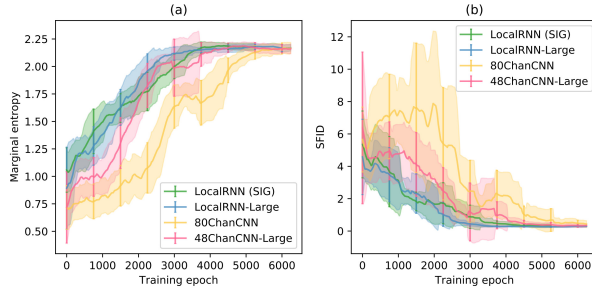 (a)
Marginal entropy
2.25
2.00
1.75
1.50
1.25
1.00
0.75
0.50
0 1000 2000 3000 4000 5000 6000
Training epoch
LocalRNN (SIG)
LocalRNN-Large
80ChanCNN
48ChanCNN-Large
(b)
SFID
12
10
8
6
4
2
0
0 1000 2000 3000 4000 5000 6000
Training epoch
LocalRNN (SIG)
LocalRNN-Large
80ChanCNN
48ChanCNN-Large